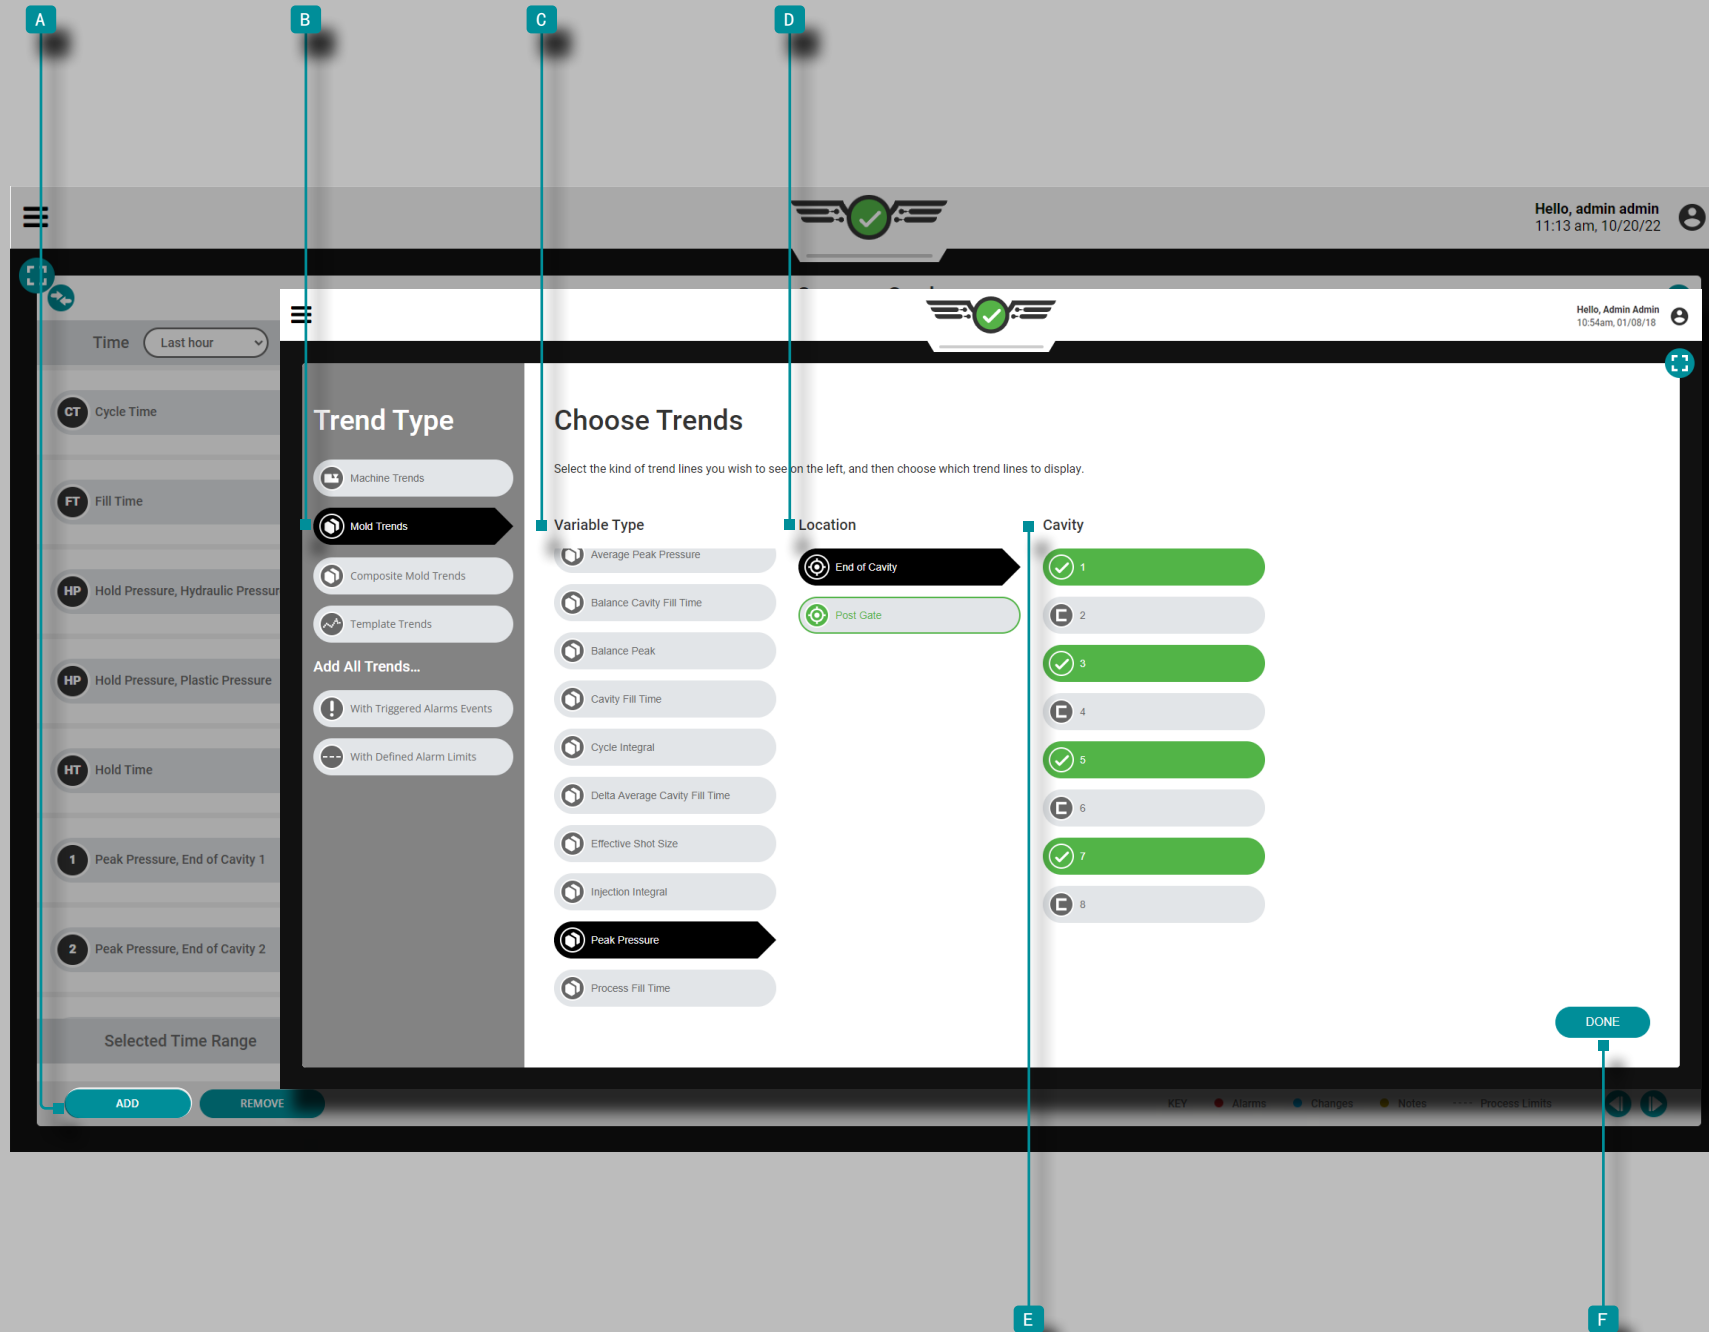 A
B
C
D
Hello, admin admin
11:13 am, 10/20/22
Hello, Admin Admin
10:54am, 01/08/18
Time
Last hour
CT
Cycle Time
FT
Fill Time
HP
Hold Pressure, Hydraulic Pressur
HP
Hold Pressure, Plastic Pressure
HT
Hold Time
1
Peak Pressure, End of Cavity 1
2
Peak Pressure, End of Cavity 2
Selected Time Range
ADD
REMOVE
Trend Type
Machine Trends
Mold Trends
Composite Mold Trends
Template Trends
Add All Trends...
With Triggered Alarms Events
With Defined Alarm Limits
Choose Trends
Select the kind of trend lines you wish to see on the left, and then choose which trend lines to display.
Variable Type
Average Peak Pressure
Balance Cavity Fill Time
Balance Peak
Cavity Fill Time
Cycle Integral
Delta Average Cavity Fill Time
Effective Shot Size
Injection Integral
Peak Pressure
Process Fill Time
Location
End of Cavity
Post Gate
Cavity
1
2
3
4
5
6
7
8
DONE
KEY
Alarms
Changes
Notes
Process Limits
E
F